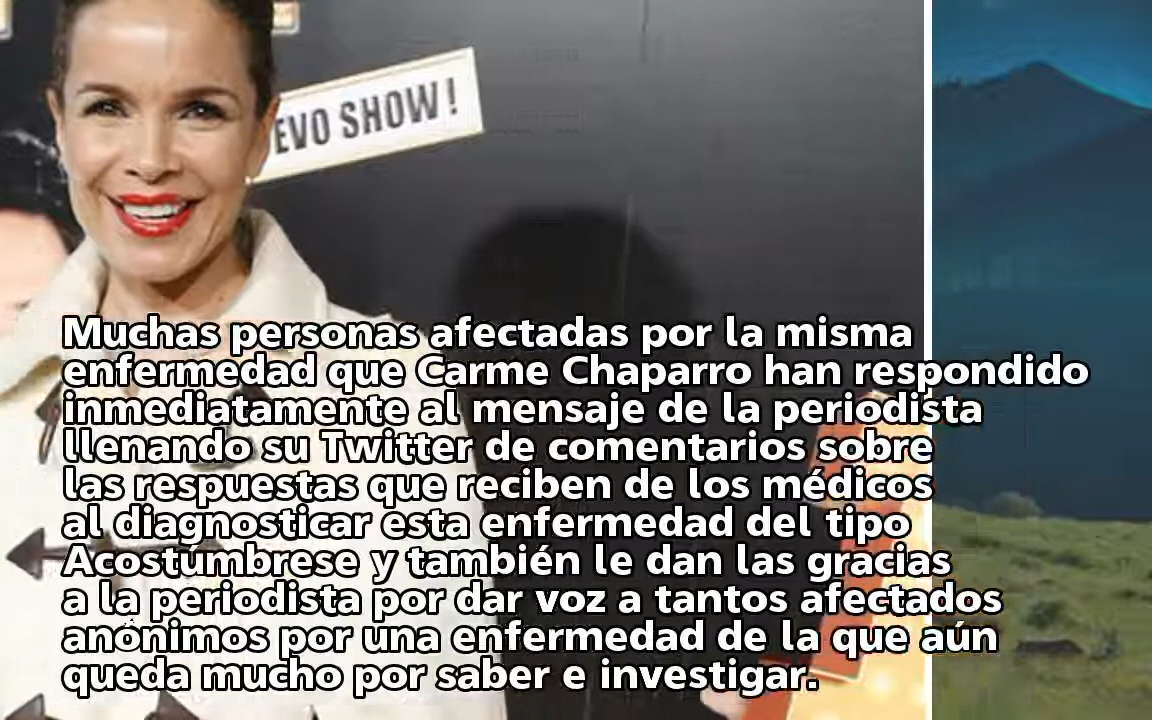 EVO SHOW!
Muchas personas afectadas por la misma
enfermedad que Carme Chaparro han respondido
inmediatamente al mensaje de la periodista
llenando su Twitter de comentarios sobre
las respuestas que reciben de los médicos
al diagnosticar esta enfermedad del tipo
Acostúmbrese y también le dan las gracias
a la periodista por dar voz a tantos afectados
anónimos por una enfermedad de la que aún
queda mucho por saber e investigar.